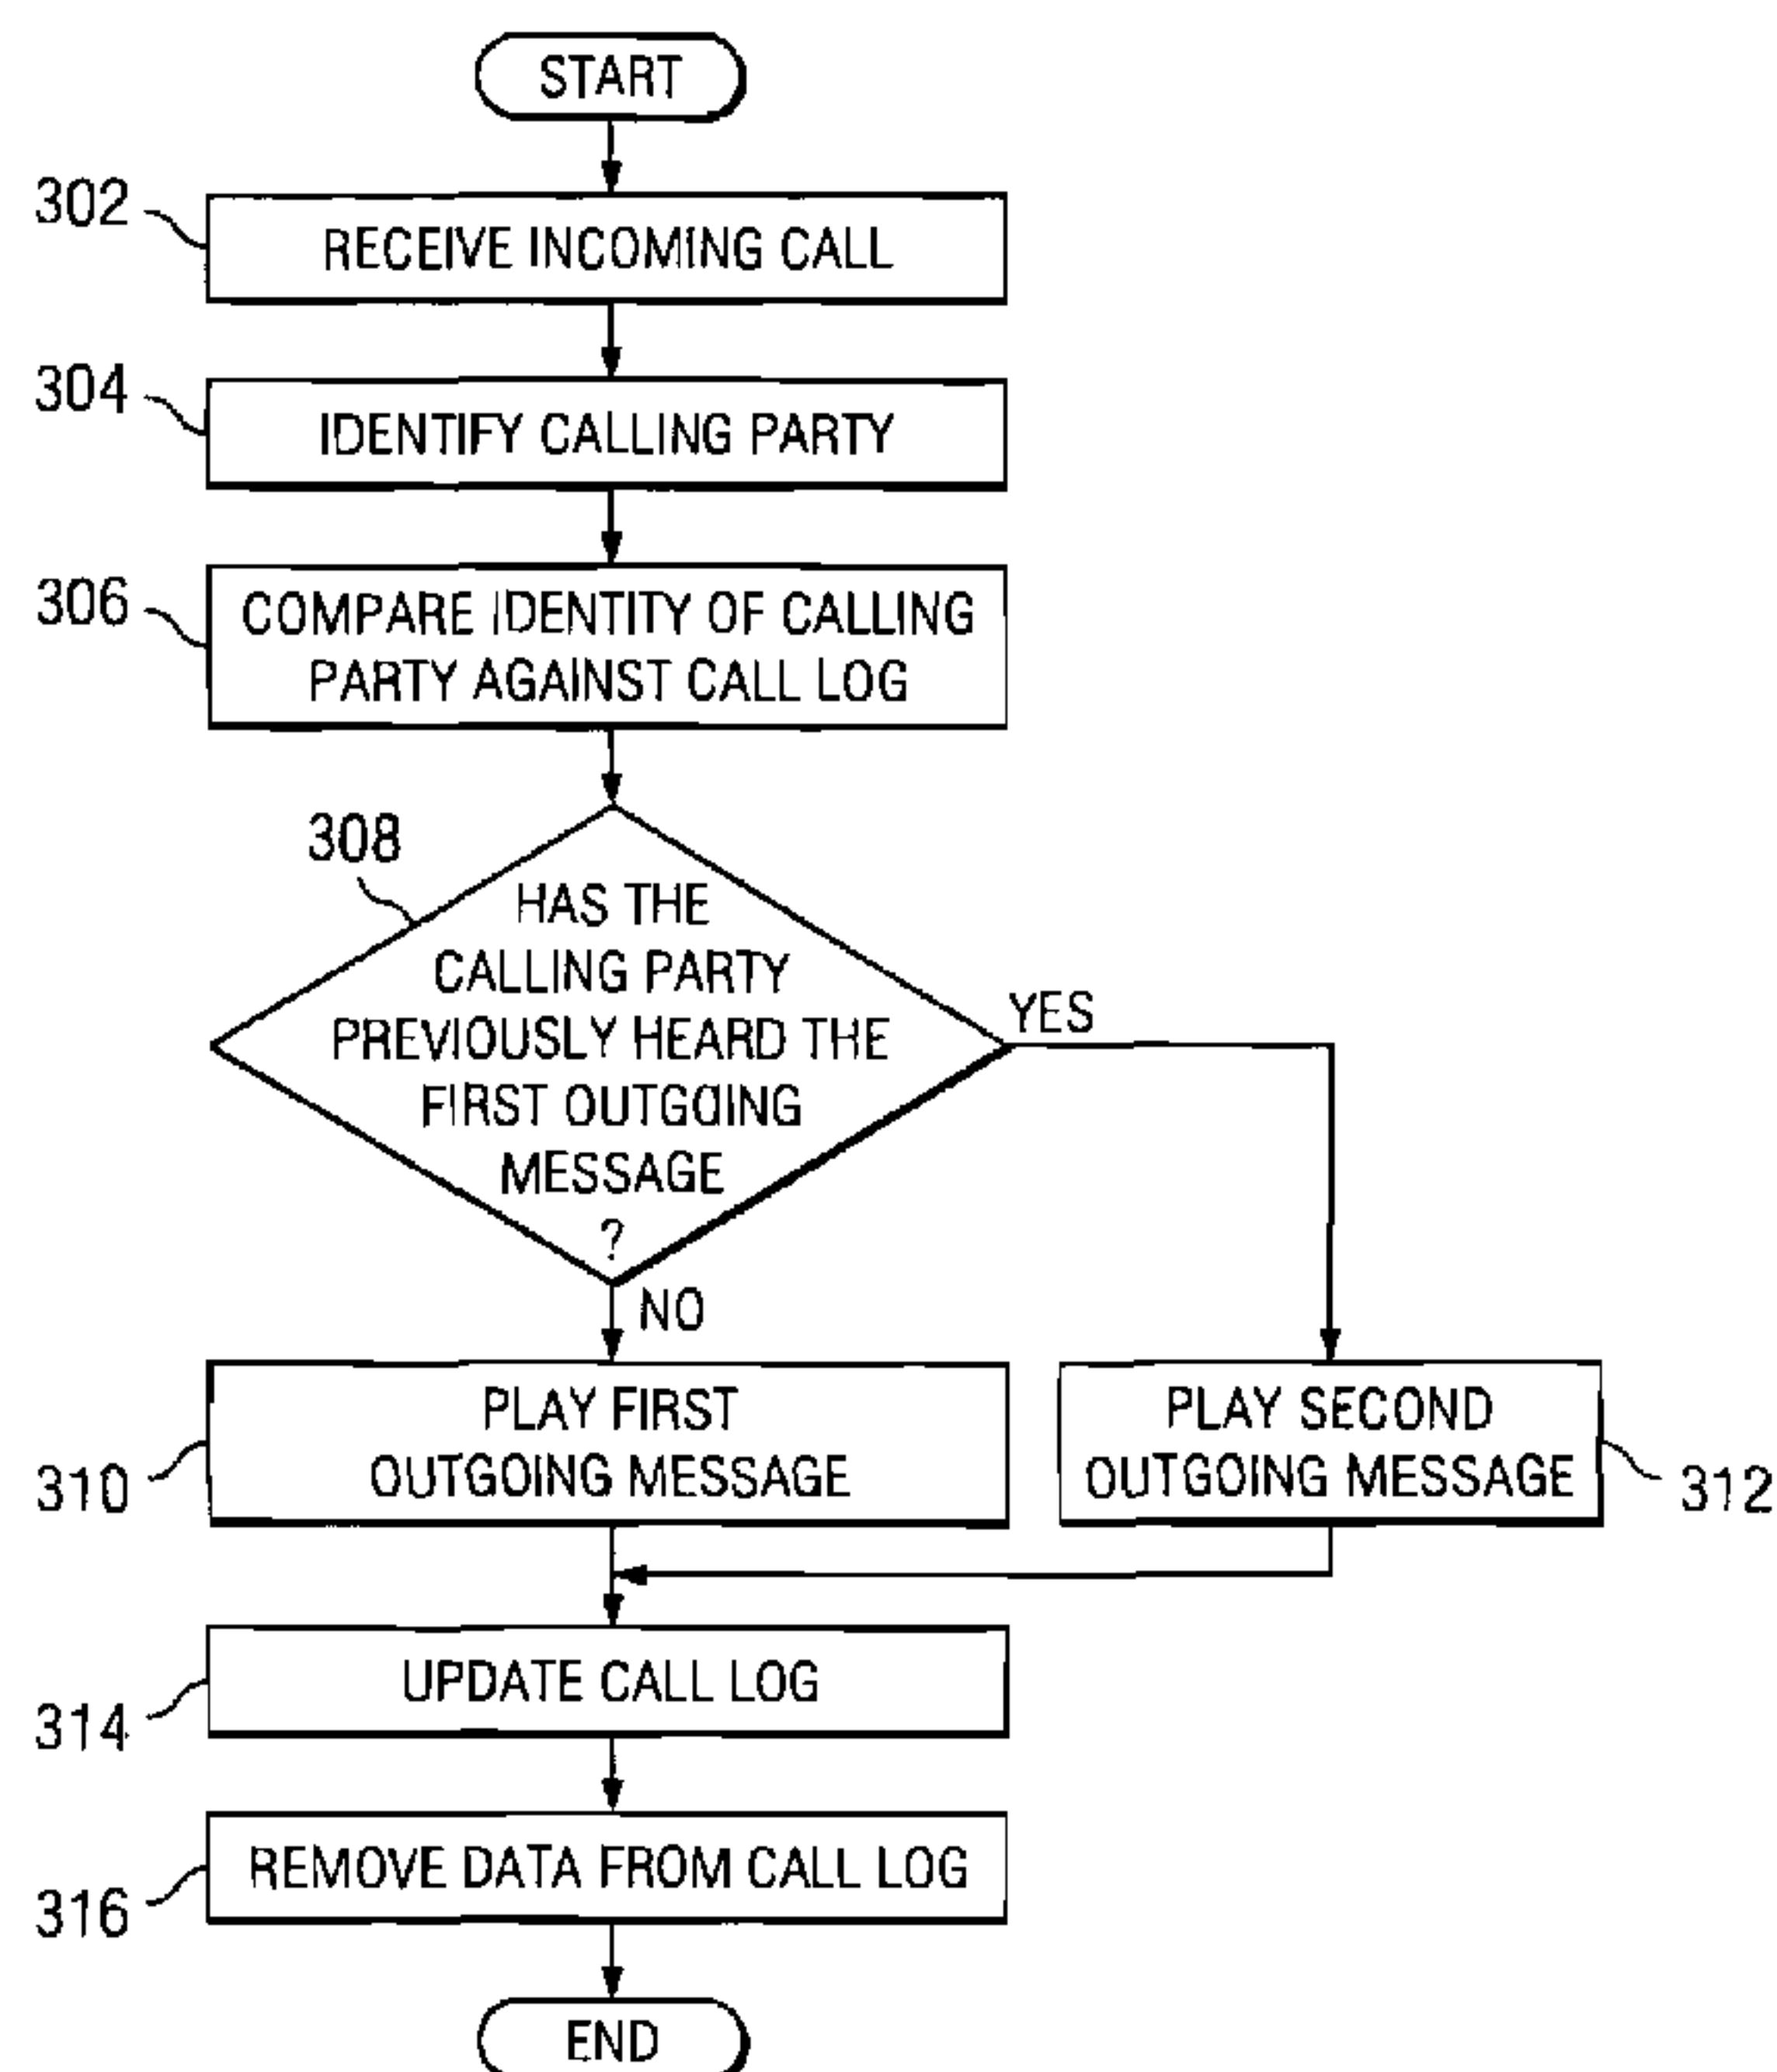 START
302
RECEIVE INCOMING CALL
304
IDENTIFY CALLING PARTY
306
COMPARE IDENTITY OF CALLING
PARTY AGAINST CALL LOG
308
HAS THE
CALLING PARTY
PREVIOUSLY HEARD THE
FIRST OUTGOING
MESSAGE
?
YES
NO
PLAY FIRST
OUTGOING MESSAGE
310
PLAY SECOND
OUTGOING MESSAGE
312
UPDATE CALL LOG
314
REMOVE DATA FROM CALL LOG
316
END